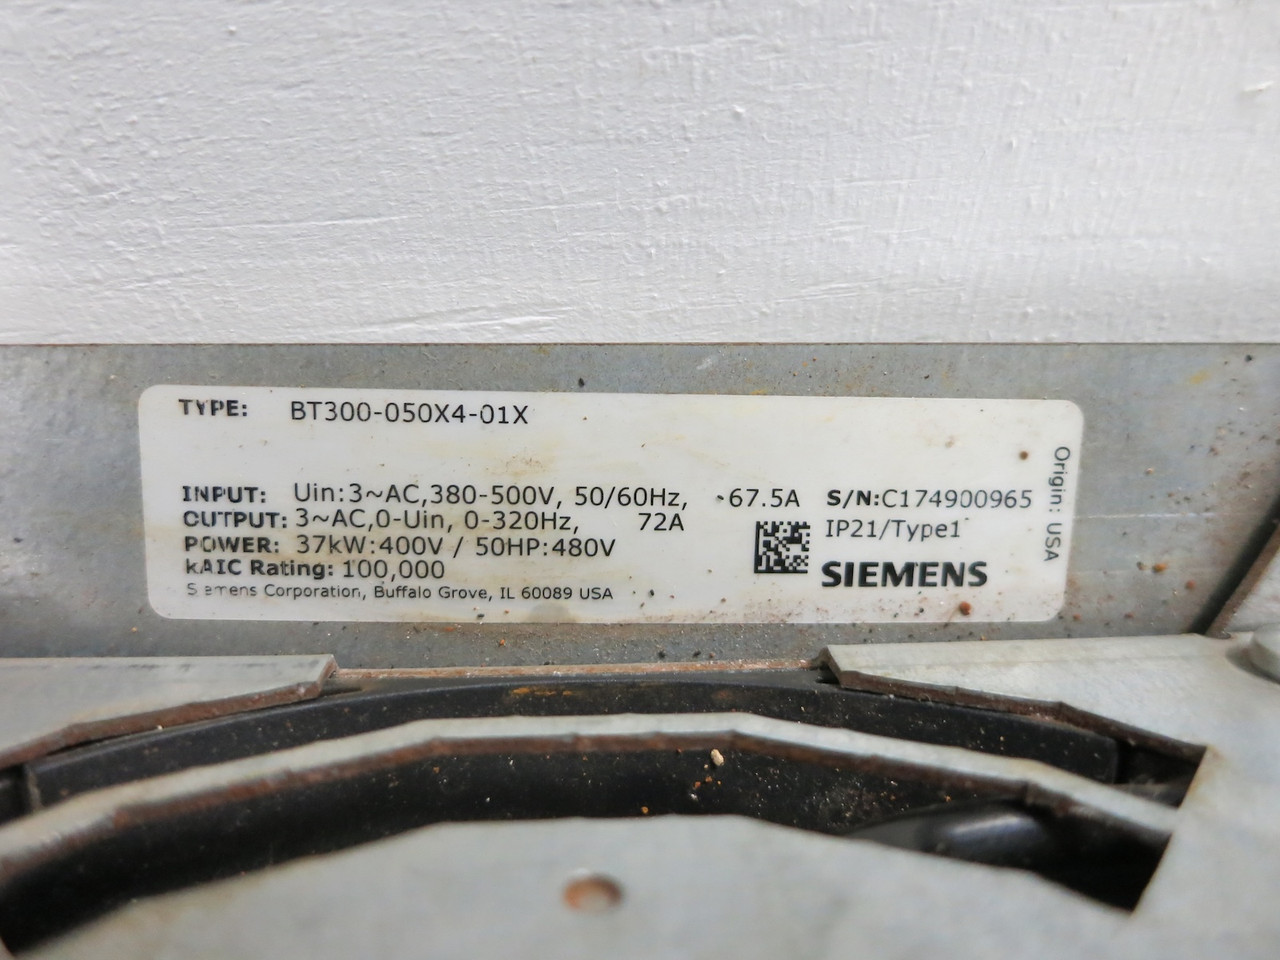 TYPE: BT300-050X4-01X
INPUT: Uin:3~AC,380-500V, 50/60Hz, 67.5A S/N:C174900965
OUTPUT: 3~AC,0-Uin, 0-320Hz, 72A IP21/Type1
POWER: 37kW:400V / 50HP:480V
kAIC Rating: 100,000
SIEMENS
Siemens Corporation, Buffalo Grove, IL 60089 USA
Origin: USA